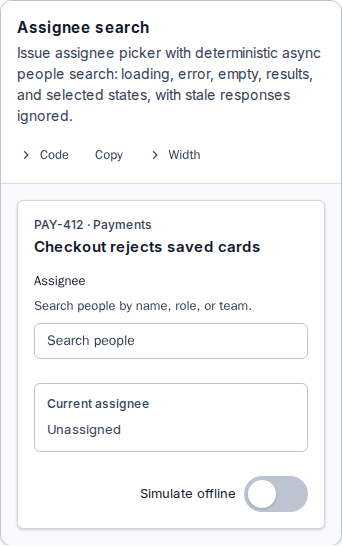 Assignee search
Issue assignee picker with deterministic async
people search: loading, error, empty, results,
and selected states, with stale responses
ignored.
Code Copy Width
PAY-412 · Payments
Checkout rejects saved cards
Assignee
Search people by name, role, or team.
Search people
Current assignee
Unassigned
Simulate offline